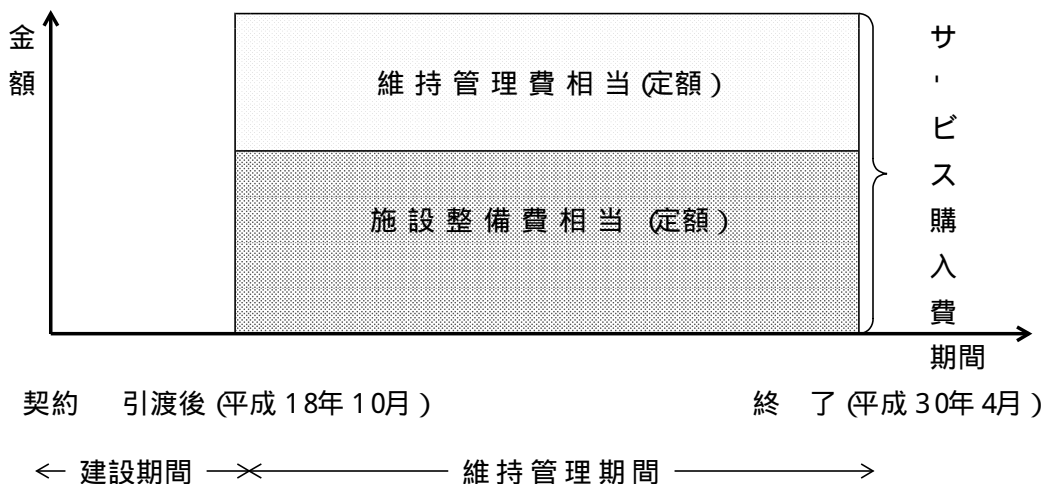 金額
維持管理費相当(定額)
施設整備費相当(定額)
サ-ビス購入費
期間
契約 引渡後(平成18年10月) 終 了(平成30年4月)
建設期間 維持管理期間